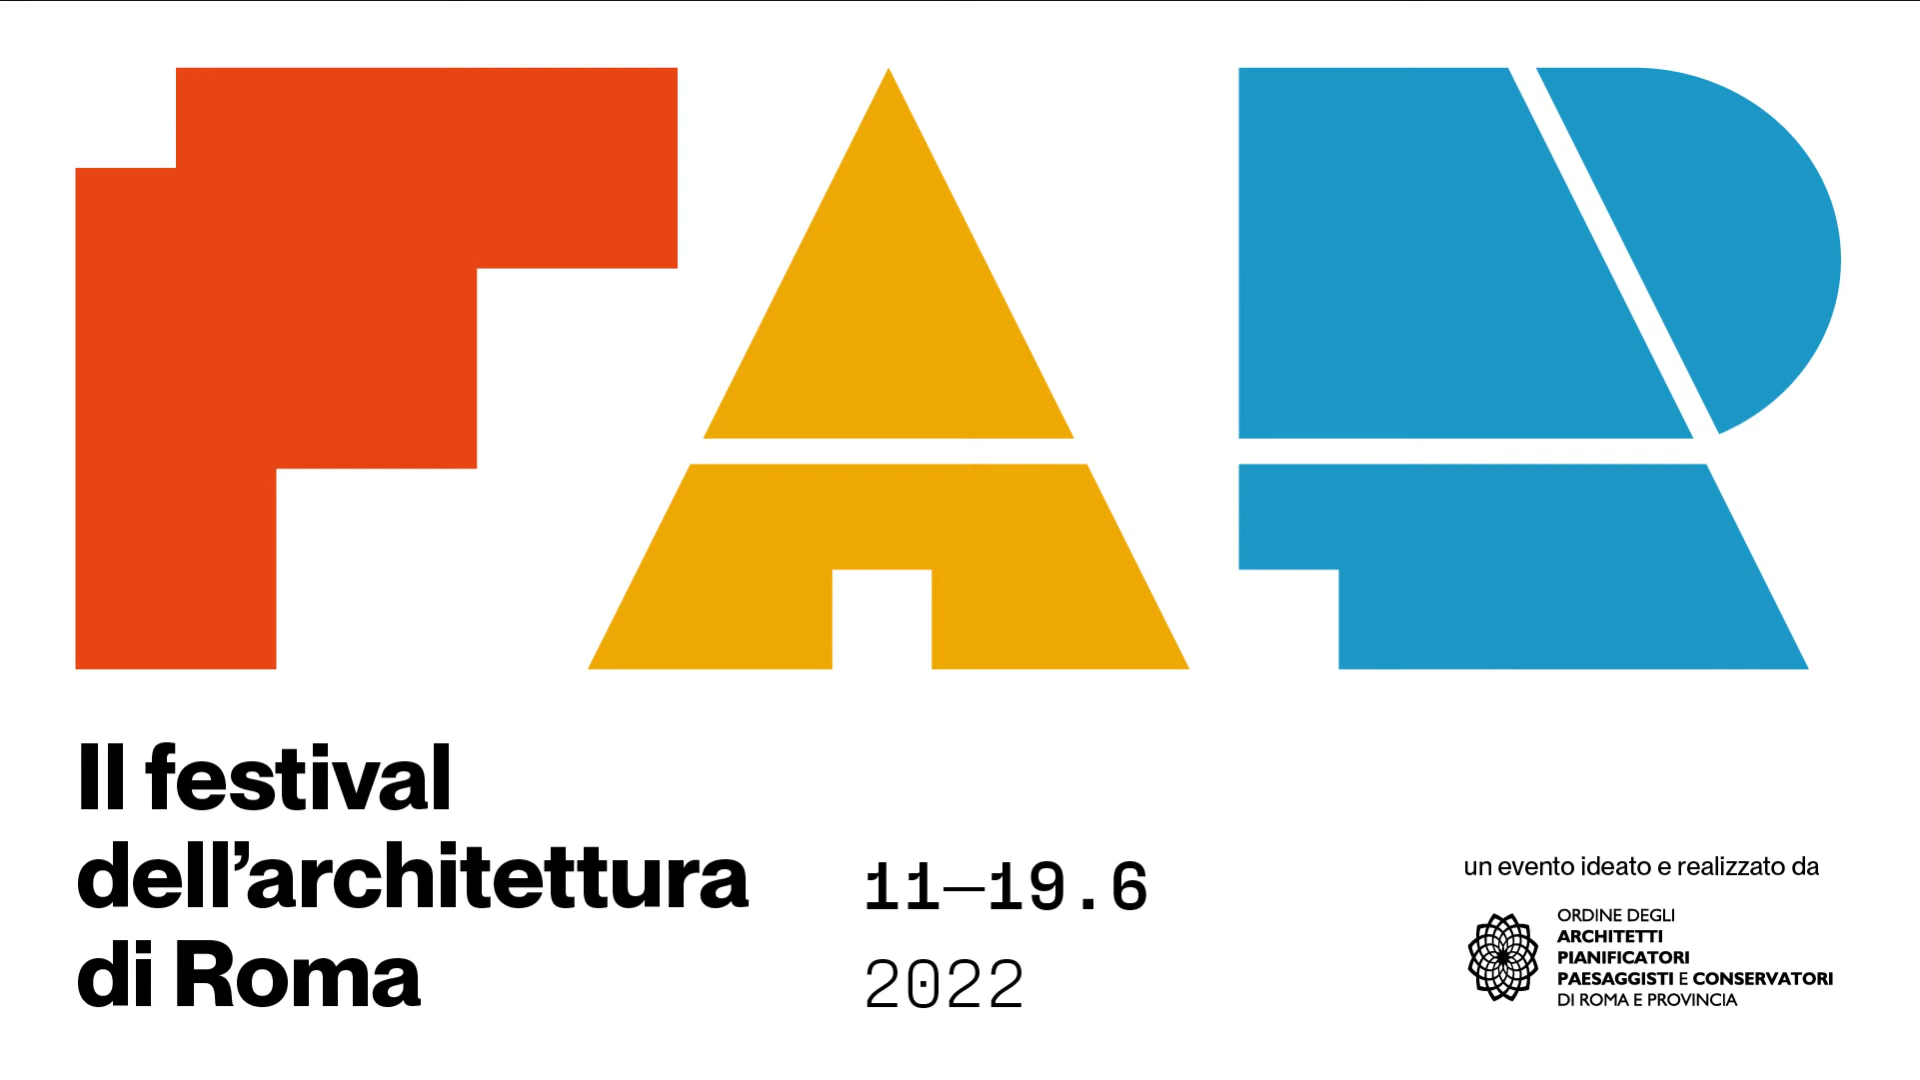 FAR
Il festival
dell’architettura
di Roma
11—19.6
2022
un evento ideato e realizzato da
ORDINE DEGLI
ARCHITETTI
PIANIFICATORI
PAESAGGISTI E CONSERVATORI
DI ROMA E PROVINCIA